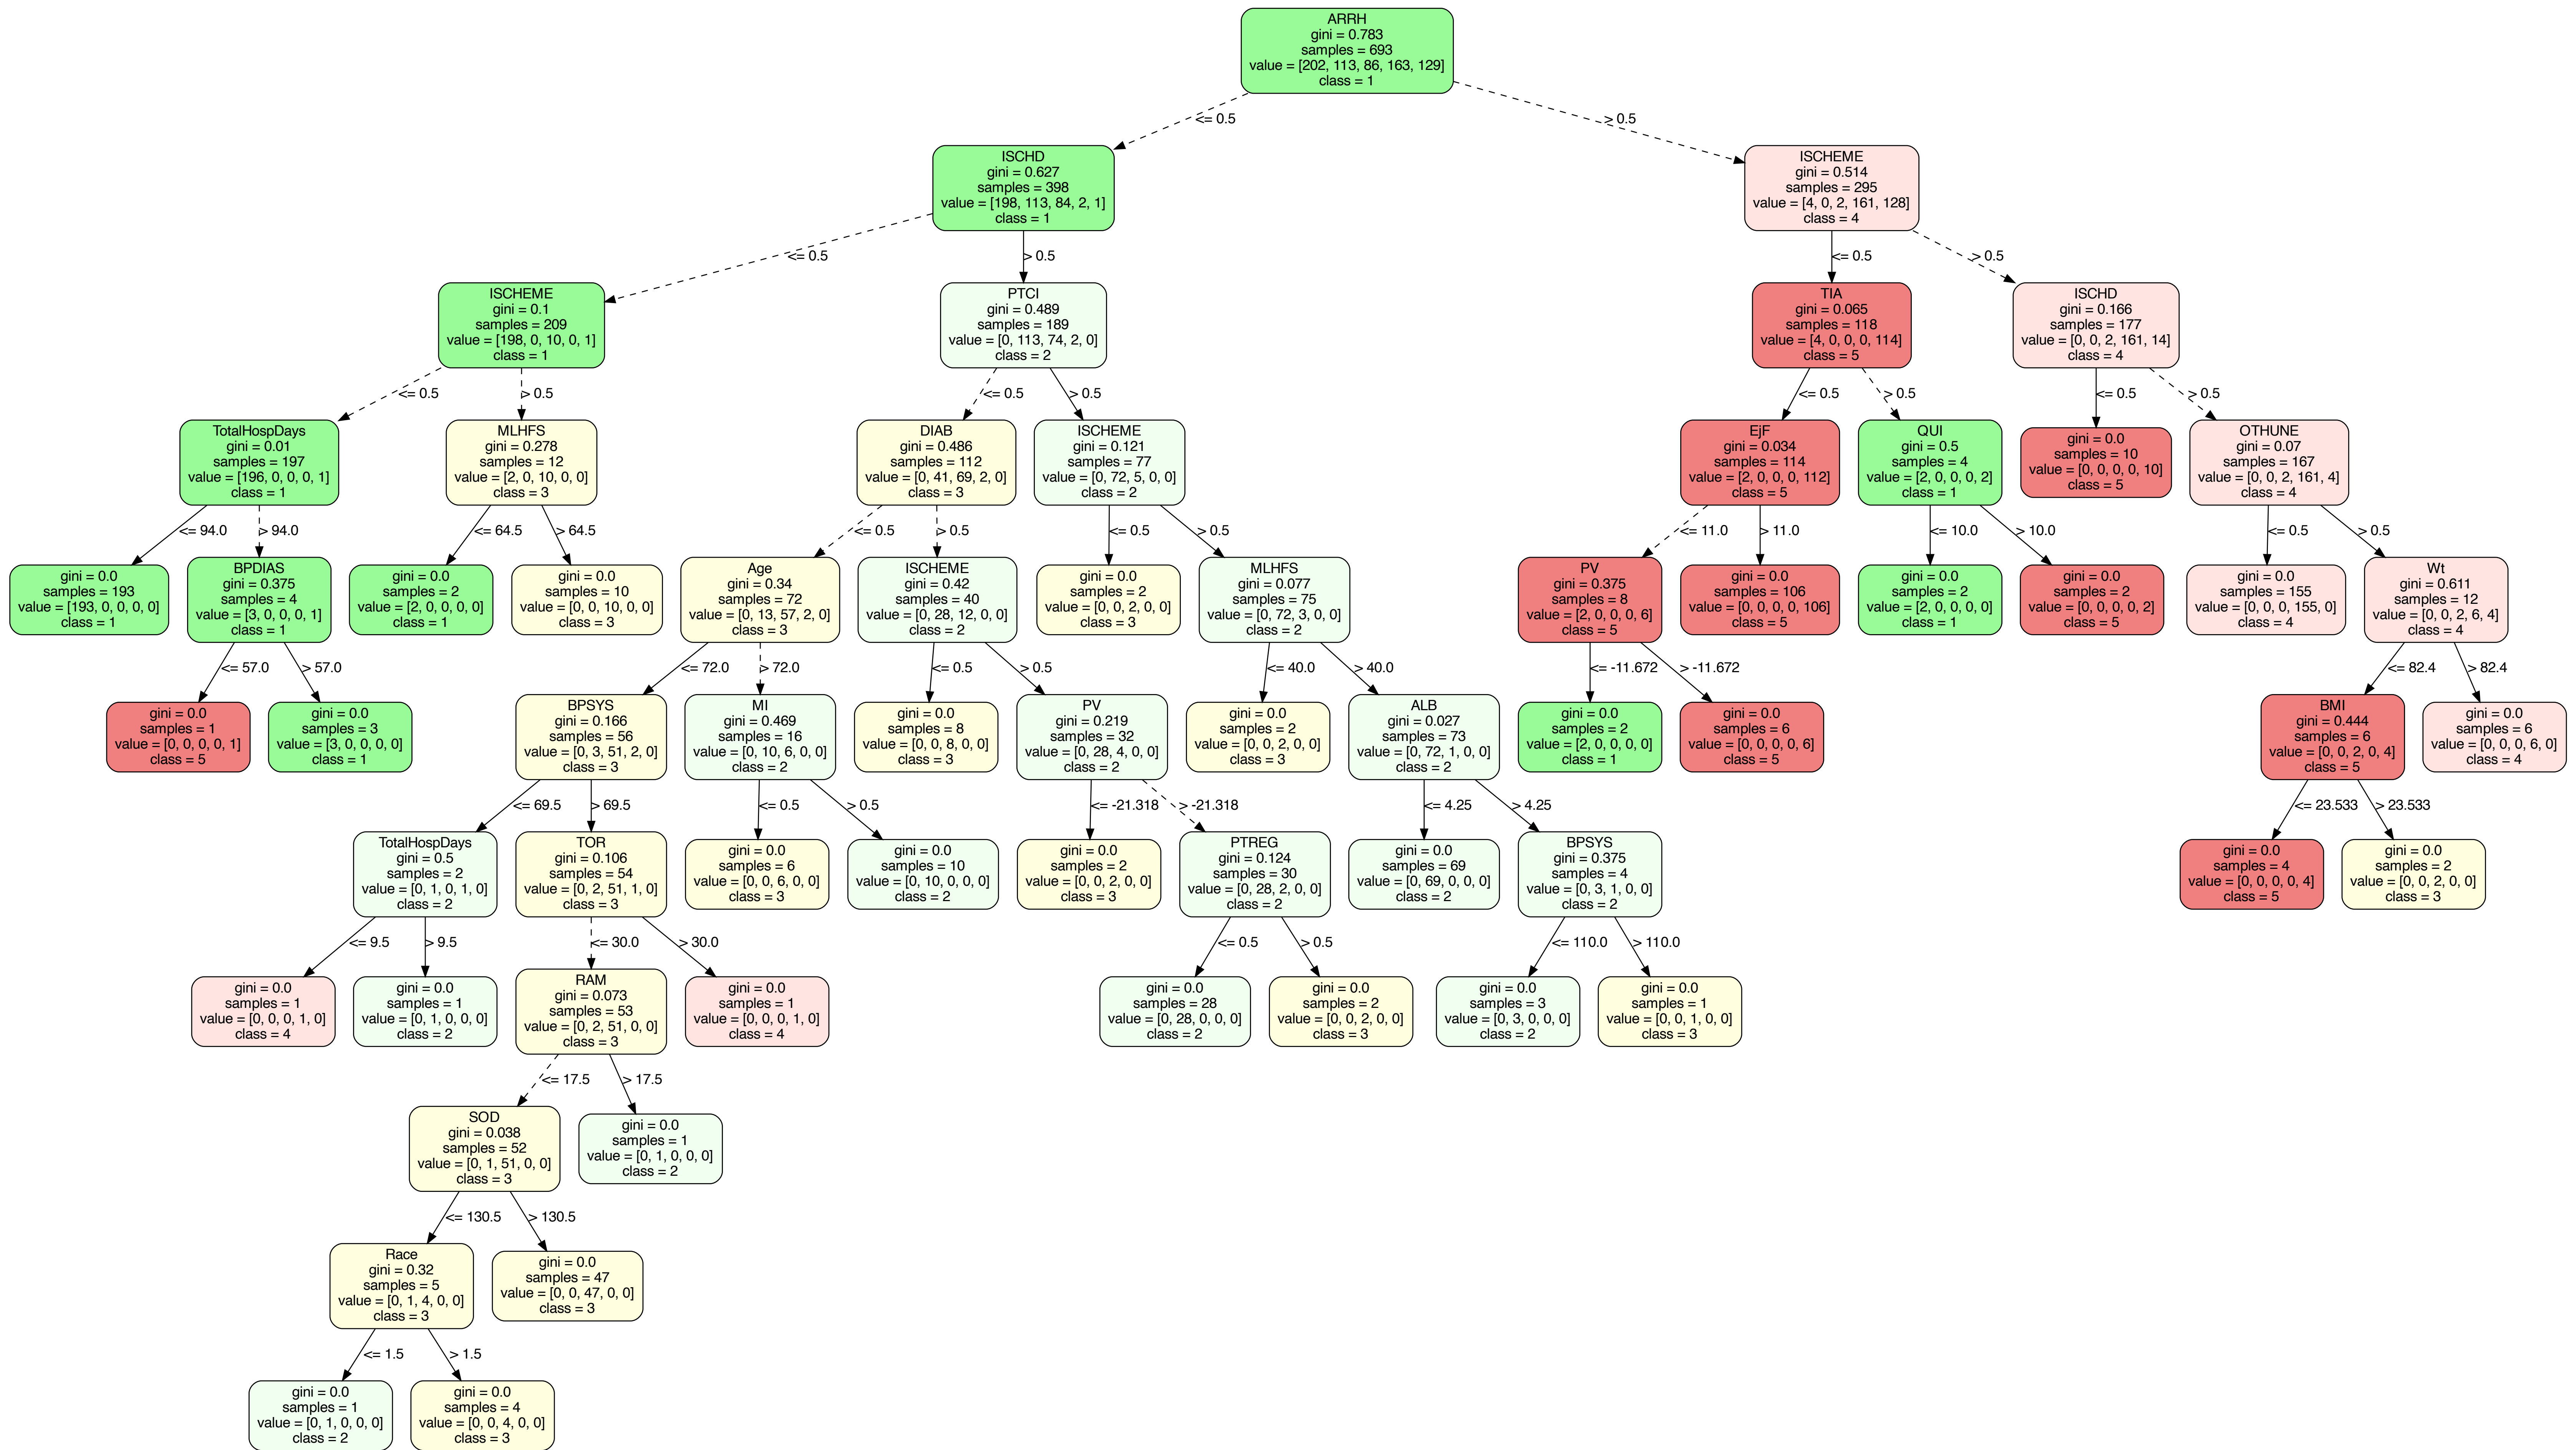 ARRH
gini = 0.783
samples = 693
value = [202, 113, 86, 163, 129]
class = 1
<= 0.5
> 0.5
ISCHD
gini = 0.627
samples = 398
value = [198, 113, 84, 2, 1]
class = 1
ISCHEME
gini = 0.514
samples = 295
value = [4, 0, 2, 161, 128]
class = 4
<= 0.5
> 0.5
<= 0.5
> 0.5
ISCHEME
gini = 0.1
samples = 209
value = [198, 0, 10, 0, 1]
class = 1
PTCI
gini = 0.489
samples = 189
value = [0, 113, 74, 2, 0]
class = 2
TIA
gini = 0.065
samples = 118
value = [4, 0, 0, 0, 114]
class = 5
ISCHD
gini = 0.166
samples = 177
value = [0, 0, 2, 161, 14]
class = 4
<= 0.5
> 0.5
<= 0.5
> 0.5
<= 0.5
> 0.5
<= 0.5
> 0.5
TotalHospDays
gini = 0.01
samples = 197
value = [196, 0, 0, 0, 1]
class = 1
MLHFS
gini = 0.278
samples = 12
value = [2, 0, 10, 0, 0]
class = 3
DIAB
gini = 0.486
samples = 112
value = [0, 41, 69, 2, 0]
class = 3
ISCHEME
gini = 0.121
samples = 77
value = [0, 72, 5, 0, 0]
class = 2
EjF
gini = 0.034
samples = 114
value = [2, 0, 0, 0, 112]
class = 5
QUI
gini = 0.5
samples = 4
value = [2, 0, 0, 0, 2]
class = 1
gini = 0.0
samples = 10
value = [0, 0, 0, 0, 10]
class = 5
OTHUNE
gini = 0.07
samples = 167
value = [0, 0, 2, 161, 4]
class = 4
<= 94.0
> 94.0
<= 64.5
> 64.5
<= 0.5
> 0.5
<= 0.5
> 0.5
<= 11.0
> 11.0
<= 10.0
> 10.0
<= 0.5
> 0.5
gini = 0.0
samples = 193
value = [193, 0, 0, 0, 0]
class = 1
BPDIAS
gini = 0.375
samples = 4
value = [3, 0, 0, 0, 1]
class = 1
gini = 0.0
samples = 2
value = [2, 0, 0, 0, 0]
class = 1
gini = 0.0
samples = 10
value = [0, 0, 10, 0, 0]
class = 3
Age
gini = 0.34
samples = 72
value = [0, 13, 57, 2, 0]
class = 3
ISCHEME
gini = 0.42
samples = 40
value = [0, 28, 12, 0, 0]
class = 2
gini = 0.0
samples = 2
value = [0, 0, 2, 0, 0]
class = 3
MLHFS
gini = 0.077
samples = 75
value = [0, 72, 3, 0, 0]
class = 2
PV
gini = 0.375
samples = 8
value = [2, 0, 0, 0, 6]
class = 5
gini = 0.0
samples = 106
value = [0, 0, 0, 0, 106]
class = 5
gini = 0.0
samples = 2
value = [2, 0, 0, 0, 0]
class = 1
gini = 0.0
samples = 2
value = [0, 0, 0, 0, 2]
class = 5
gini = 0.0
samples = 155
value = [0, 0, 0, 155, 0]
class = 4
Wt
gini = 0.611
samples = 12
value = [0, 0, 2, 6, 4]
class = 4
<= 57.0
> 57.0
<= 72.0
> 72.0
<= 0.5
> 0.5
<= 40.0
> 40.0
<= -11.672
> -11.672
<= 82.4
> 82.4
gini = 0.0
samples = 1
value = [0, 0, 0, 0, 1]
class = 5
gini = 0.0
samples = 3
value = [3, 0, 0, 0, 0]
class = 1
BPSYS
gini = 0.166
samples = 56
value = [0, 3, 51, 2, 0]
class = 3
MI
gini = 0.469
samples = 16
value = [0, 10, 6, 0, 0]
class = 2
gini = 0.0
samples = 8
value = [0, 0, 8, 0, 0]
class = 3
PV
gini = 0.219
samples = 32
value = [0, 28, 4, 0, 0]
class = 2
gini = 0.0
samples = 2
value = [0, 0, 2, 0, 0]
class = 3
ALB
gini = 0.027
samples = 73
value = [0, 72, 1, 0, 0]
class = 2
gini = 0.0
samples = 2
value = [2, 0, 0, 0, 0]
class = 1
gini = 0.0
samples = 6
value = [0, 0, 0, 0, 6]
class = 5
BMI
gini = 0.444
samples = 6
value = [0, 0, 2, 0, 4]
class = 5
gini = 0.0
samples = 6
value = [0, 0, 0, 6, 0]
class = 4
<= 69.5
> 69.5
<= 0.5
> 0.5
<= -21.318
> -21.318
<= 4.25
> 4.25
<= 23.533
> 23.533
TotalHospDays
gini = 0.5
samples = 2
value = [0, 1, 0, 1, 0]
class = 2
TOR
gini = 0.106
samples = 54
value = [0, 2, 51, 1, 0]
class = 3
gini = 0.0
samples = 6
value = [0, 0, 6, 0, 0]
class = 3
gini = 0.0
samples = 10
value = [0, 10, 0, 0, 0]
class = 2
gini = 0.0
samples = 2
value = [0, 0, 2, 0, 0]
class = 3
PTREG
gini = 0.124
samples = 30
value = [0, 28, 2, 0, 0]
class = 2
gini = 0.0
samples = 69
value = [0, 69, 0, 0, 0]
class = 2
BPSYS
gini = 0.375
samples = 4
value = [0, 3, 1, 0, 0]
class = 2
gini = 0.0
samples = 4
value = [0, 0, 0, 0, 4]
class = 5
gini = 0.0
samples = 2
value = [0, 0, 2, 0, 0]
class = 3
<= 9.5
> 9.5
<= 30.0
> 30.0
<= 0.5
> 0.5
<= 110.0
> 110.0
gini = 0.0
samples = 1
value = [0, 0, 0, 1, 0]
class = 4
gini = 0.0
samples = 1
value = [0, 1, 0, 0, 0]
class = 2
RAM
gini = 0.073
samples = 53
value = [0, 2, 51, 0, 0]
class = 3
gini = 0.0
samples = 1
value = [0, 0, 0, 1, 0]
class = 4
gini = 0.0
samples = 28
value = [0, 28, 0, 0, 0]
class = 2
gini = 0.0
samples = 2
value = [0, 0, 2, 0, 0]
class = 3
gini = 0.0
samples = 3
value = [0, 3, 0, 0, 0]
class = 2
gini = 0.0
samples = 1
value = [0, 0, 1, 0, 0]
class = 3
<= 17.5
> 17.5
SOD
gini = 0.038
samples = 52
value = [0, 1, 51, 0, 0]
class = 3
gini = 0.0
samples = 1
value = [0, 1, 0, 0, 0]
class = 2
<= 130.5
> 130.5
Race
gini = 0.32
samples = 5
value = [0, 1, 4, 0, 0]
class = 3
gini = 0.0
samples = 47
value = [0, 0, 47, 0, 0]
class = 3
<= 1.5
> 1.5
gini = 0.0
samples = 1
value = [0, 1, 0, 0, 0]
class = 2
gini = 0.0
samples = 4
value = [0, 0, 4, 0, 0]
class = 3